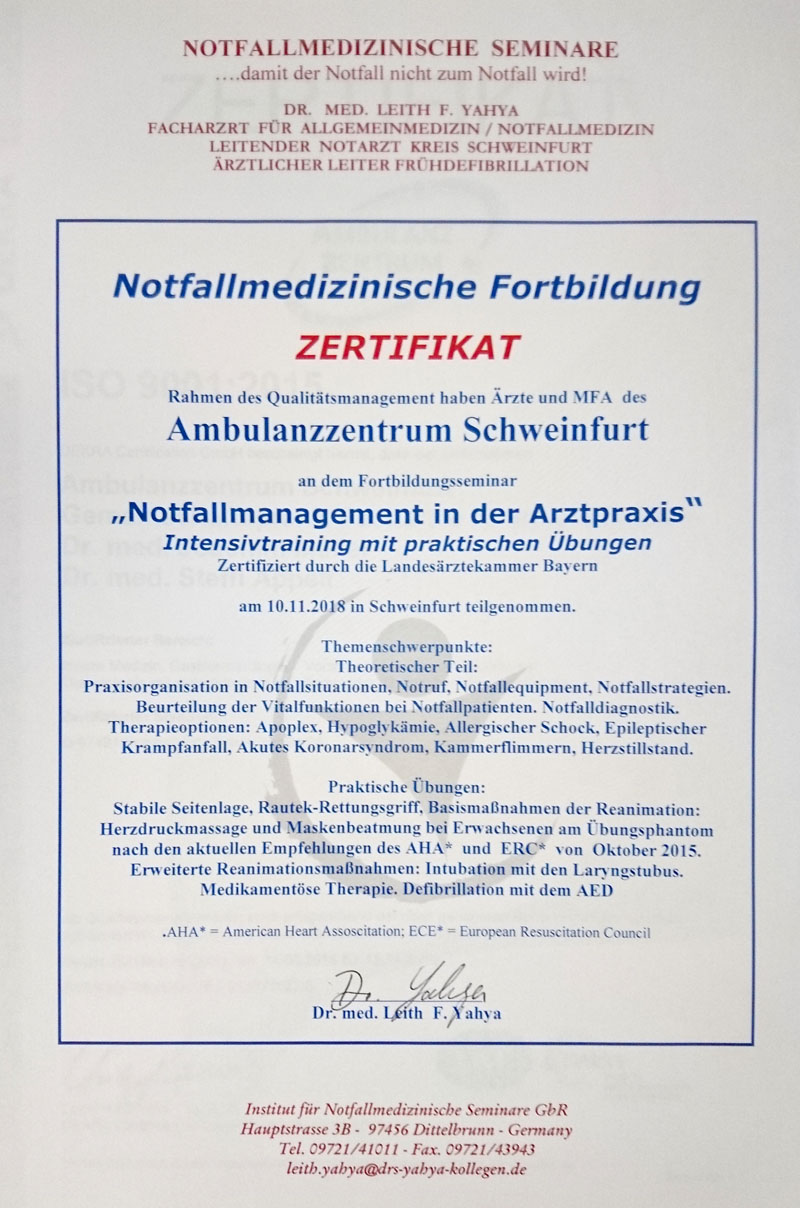 NOTFALLMEDIZINISCHE SEMINARE
....damit der Notfall nicht zum Notfall wird!
DR. MED. LEITH F. YAHYA
FACHARZRT FÜR ALLGEMEINMEDIZIN / NOTFALLMEDIZIN
LEITENDER NOTARZT KREIS SCHWEINFURT
ÄRZTLICHER LEITER FRÜHDEFIBRILLATION
Notfallmedizinische Fortbildung
ZERTIFIKAT
Rahmen des Qualitätsmanagement haben Ärzte und MFA des
Ambulanzzentrum Schweinfurt
an dem Fortbildungsseminar
„Notfallmanagement in der Arztpraxis“
Intensivtraining mit praktischen Übungen
Zertifiziert durch die Landesärztekammer Bayern
am 10.11.2018 in Schweinfurt teilgenommen.
Themenschwerpunkte:
Theoretischer Teil:
Praxisorganisation in Notfallsituationen, Notruf, Notfallequipment, Notfallstrategien.
Beurteilung der Vitalfunktionen bei Notfallpatienten. Notfalldiagnostik.
Therapieoptionen: Apoplex, Hypoglykämie, Allergischer Schock, Epileptischer
Krampfanfall, Akutes Koronarsyndrom, Kammerflimmern, Herzstillstand.
Praktische Übungen:
Stabile Seitenlage, Rautek-Rettungsgriff, Basismaßnahmen der Reanimation:
Herzdruckmassage und Maskenbeatmung bei Erwachsenen am Übungsphantom
nach den aktuellen Empfehlungen des AHA* und ERC* von Oktober 2015.
Erweiterte Reanimationsmaßnahmen: Intubation mit den Laryngstubus.
Medikamentöse Therapie. Defibrillation mit dem AED
.AHA* = American Heart Assoscitation; ECE* = European Resuscitation Council
Dr. Yahya
Dr. med. Leith F. Yahya
Institut für Notfallmedizinische Seminare GbR
Hauptstrasse 3B - 97456 Dittelbrunn - Germany
Tel. 09721/41011 - Fax. 09721/43943
leith.yahya@drs-yahya-kollegen.de